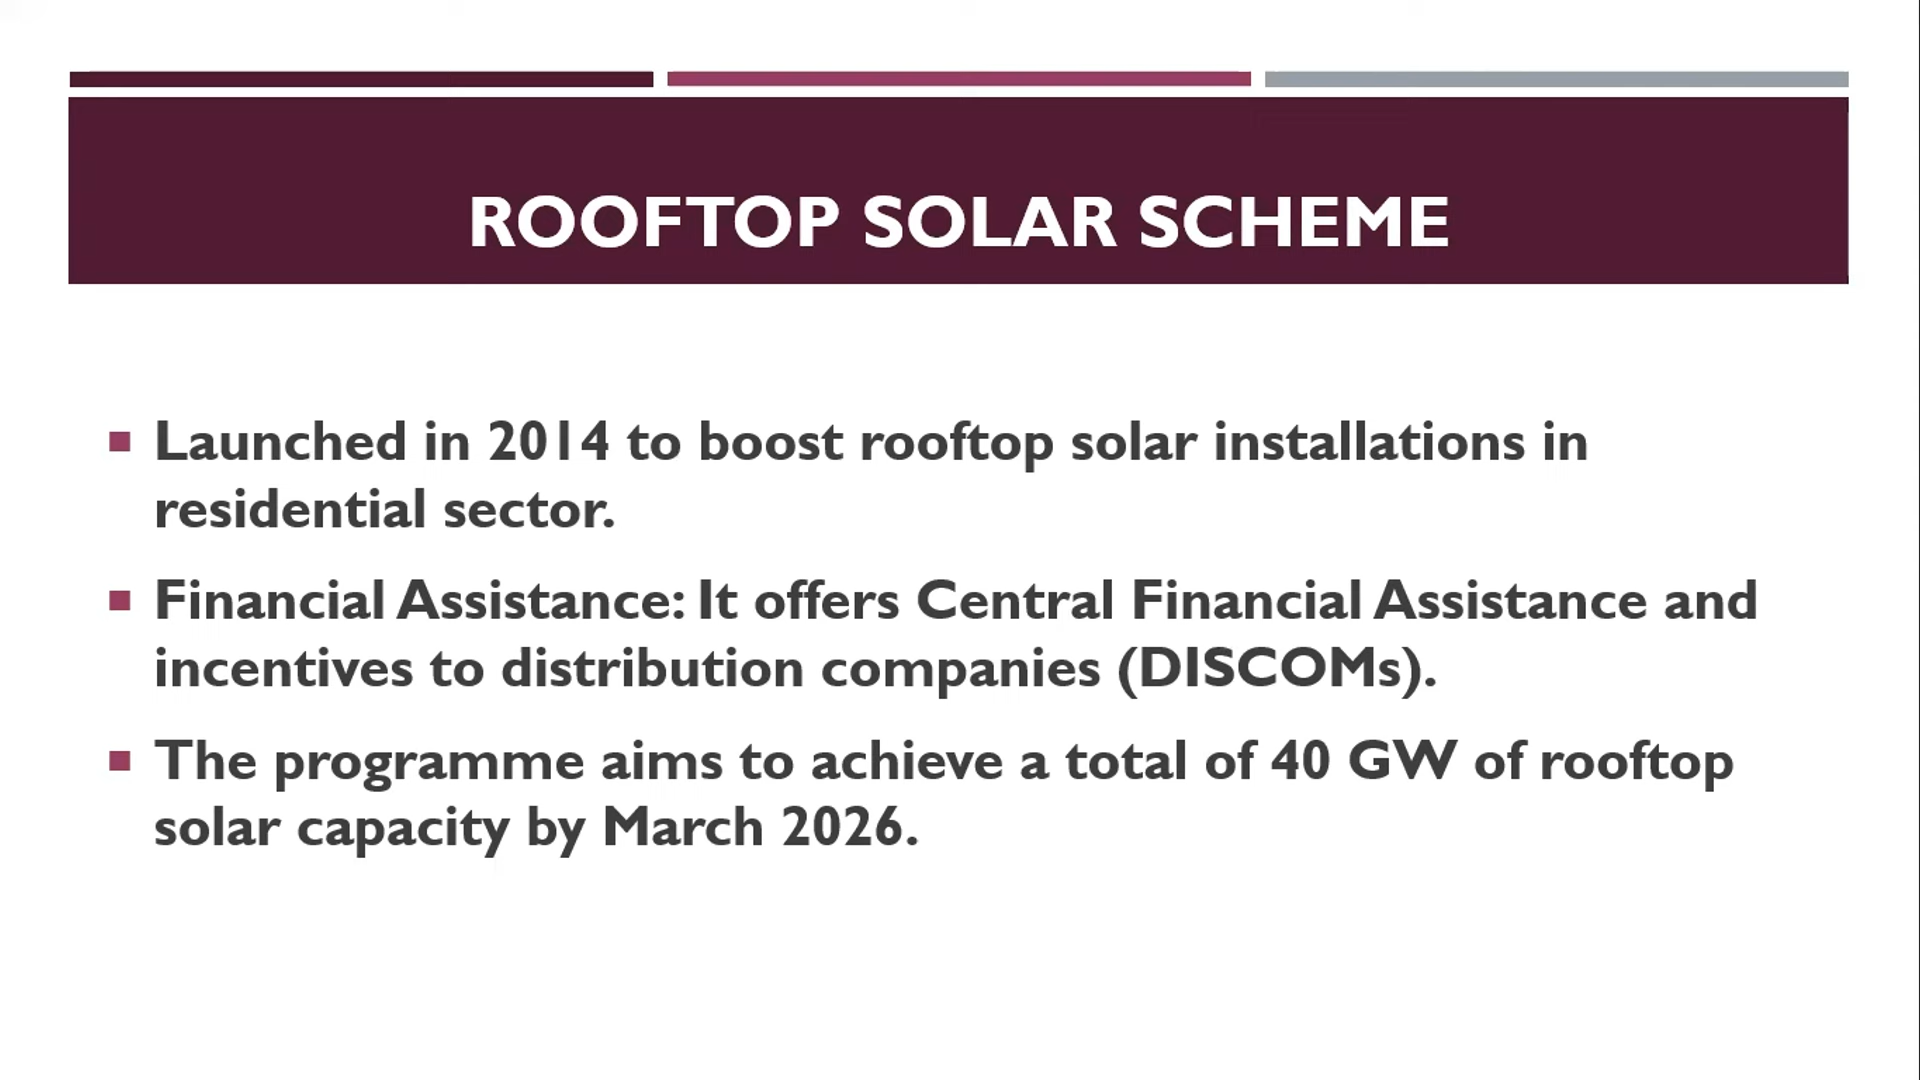 ROOFTOP SOLAR SCHEME
Launched in 2014 to boost rooftop solar installations in
residential sector.
Financial Assistance: It offers Central Financial Assistance and
incentives to distribution companies (DISCOMs).
The programme aims to achieve a total of 40 GW of rooftop
solar capacity by March 2026.